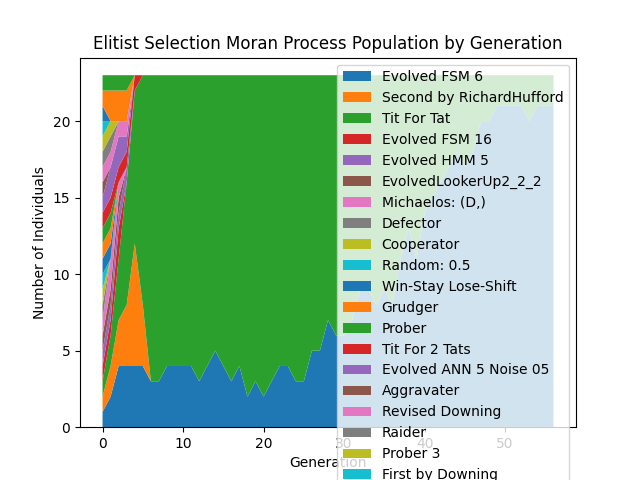 Elitist Selection Moran Process Population by Generation
Number of Individuals
20
15
10
5
0
0 10 20 30 40 50
Generation
Evolved FSM 6
Second by RichardHufford
Tit For Tat
Evolved FSM 16
Evolved HMM 5
EvolvedLookerUp2_2_2
Michaelos: (D,)
Defector
Cooperator
Random: 0.5
Win-Stay Lose-Shift
Grudger
Prober
Tit For 2 Tats
Evolved ANN 5 Noise 05
Aggravater
Revised Downing
Raider
Prober 3
First by Downing